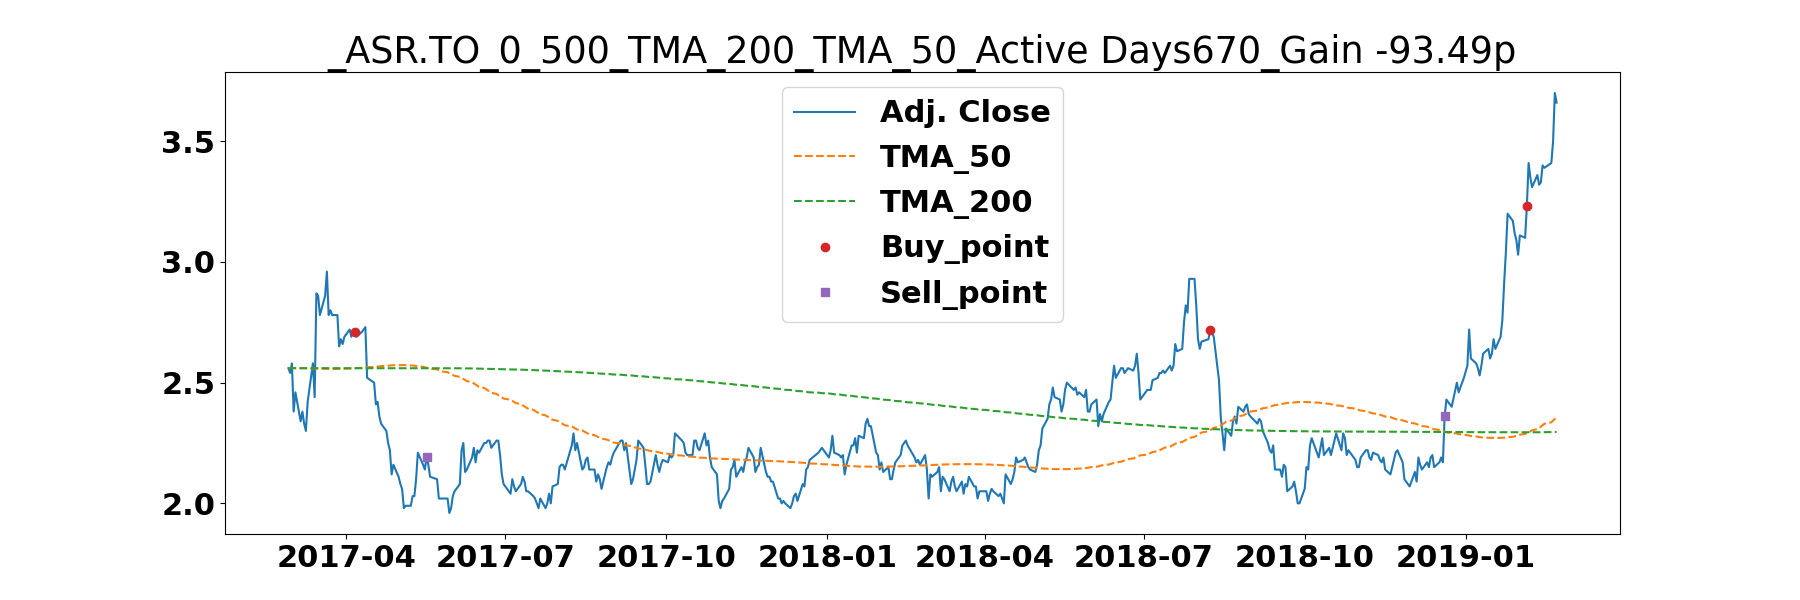 _ASR.TO_0_500_TMA_200_TMA_50_Active Days670_Gain -93.49p
Adj. Close
TMA_50
TMA_200
Buy_point
Sell_point
3.5
3.0
2.5
2.0
2017-04 2017-07 2017-10 2018-01 2018-04 2018-07 2018-10 2019-01